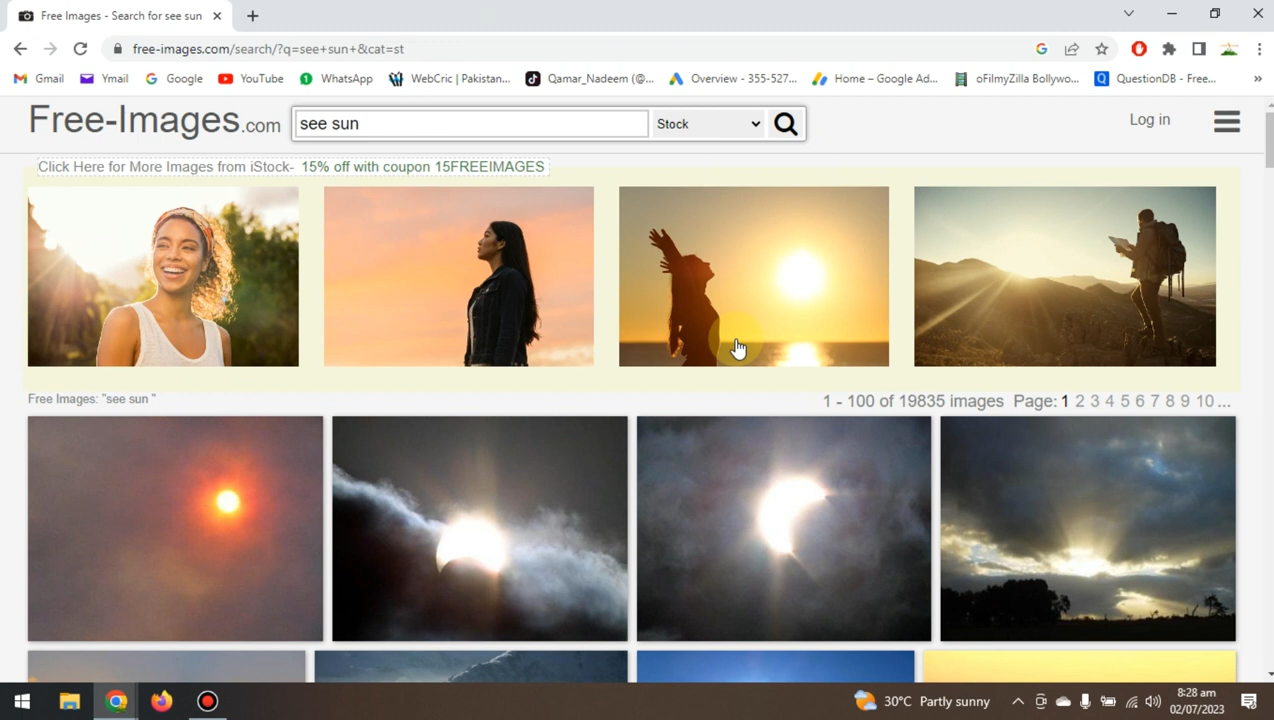 Free Images - Search for see sun
free-images.com/search/?q=see+sun+&cat=st
Gmail
Ymail
Google
YouTube
WhatsApp
WebCric | Pakistan...
Qamar_Nadeem (@...
Overview - 355-527...
Home – Google Ad...
oFilmyZilla Bollywo...
QuestionDB - Free...
»
Free-Images.com
see sun
Stock
Log in
Click Here for More Images from iStock- 15% off with coupon 15FREEIMAGES
Free Images: "see sun "
1 - 100 of 19835 images Page: 1 2 3 4 5 6 7 8 9 10 ...
30°C Partly sunny
8:28 am
02/07/2023